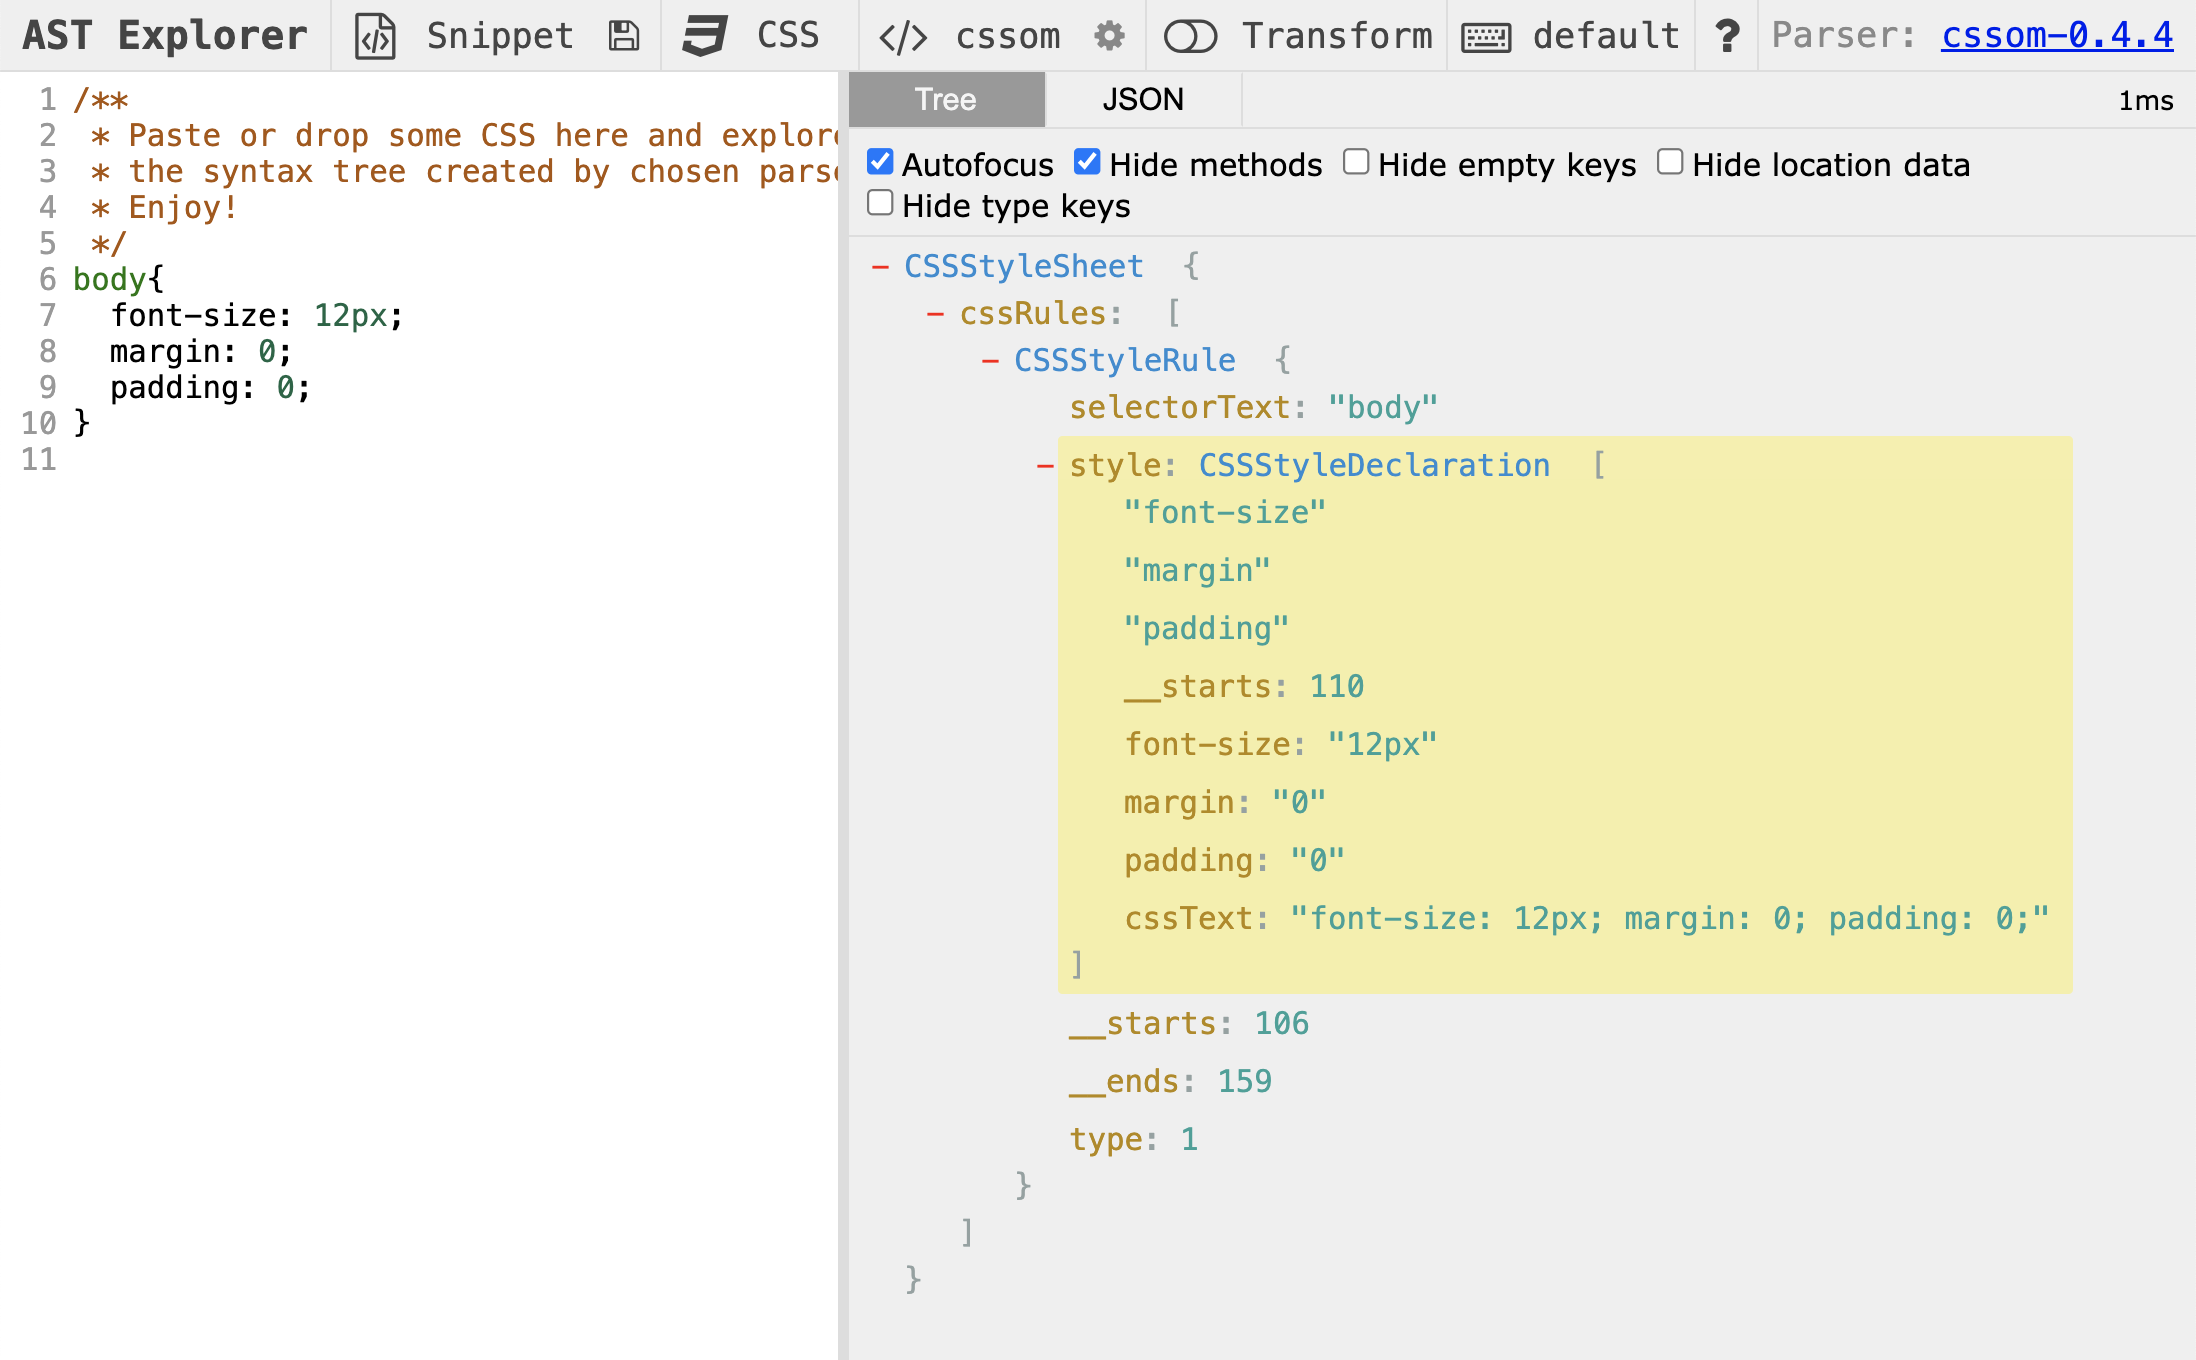 AST Explorer Snippet CSS </> cssom Transform default ? Parser: cssom-0.4.4
1 /**
2  * Paste or drop some CSS here and explore
3  * the syntax tree created by chosen parse
4  * Enjoy!
5  */
6 body{
7   font-size: 12px;
8   margin: 0;
9   padding: 0;
10 }
11
Tree JSON 1ms
Autofocus Hide methods Hide empty keys Hide location data
Hide type keys
− CSSStyleSheet {
− cssRules: [
− CSSStyleRule {
selectorText: "body"
− style: CSSStyleDeclaration [
"font-size"
"margin"
"padding"
__starts: 110
font-size: "12px"
margin: "0"
padding: "0"
cssText: "font-size: 12px; margin: 0; padding: 0;"
]
__starts: 106
__ends: 159
type: 1
}
]
}